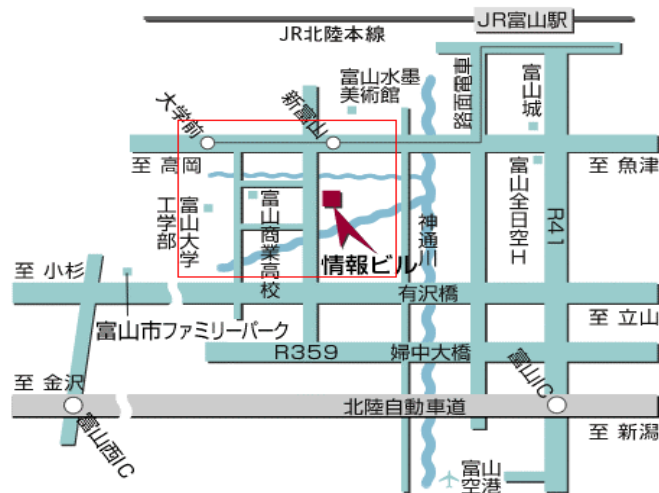 JR富山駅
JR北陸本線
路面電車
富山城
富山水墨
美術館
大学前
新富山
至 高岡
至 魚津
富山全日空H
R41
富山大学
工学部
富山商業高校
神通川
情報ビル
至 小杉
有沢橋
至 立山
富山市ファミリーパーク
R359
婦中大橋
富山IC
至 金沢
北陸自動車道
富山西IC
至 新潟
富山
空港